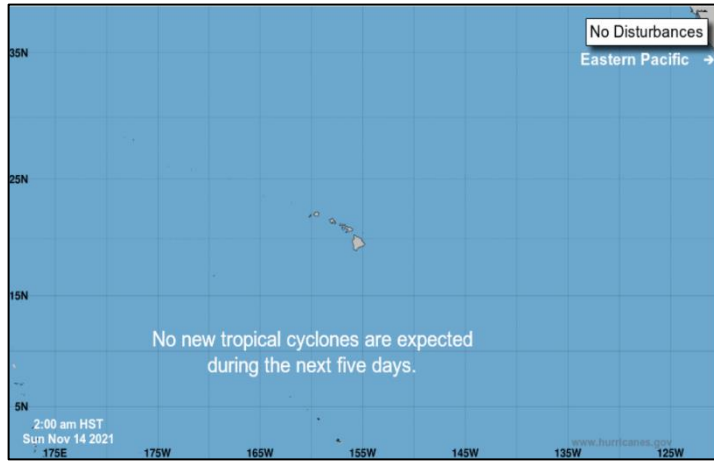 No Disturbances
Eastern Pacific →
35N
25N
15N
No new tropical cyclones are expected
during the next five days.
5N
2:00 am HST
Sun Nov 14 2021
www.hurricanes.gov
175E 175W 165W 155W 145W 135W 125W